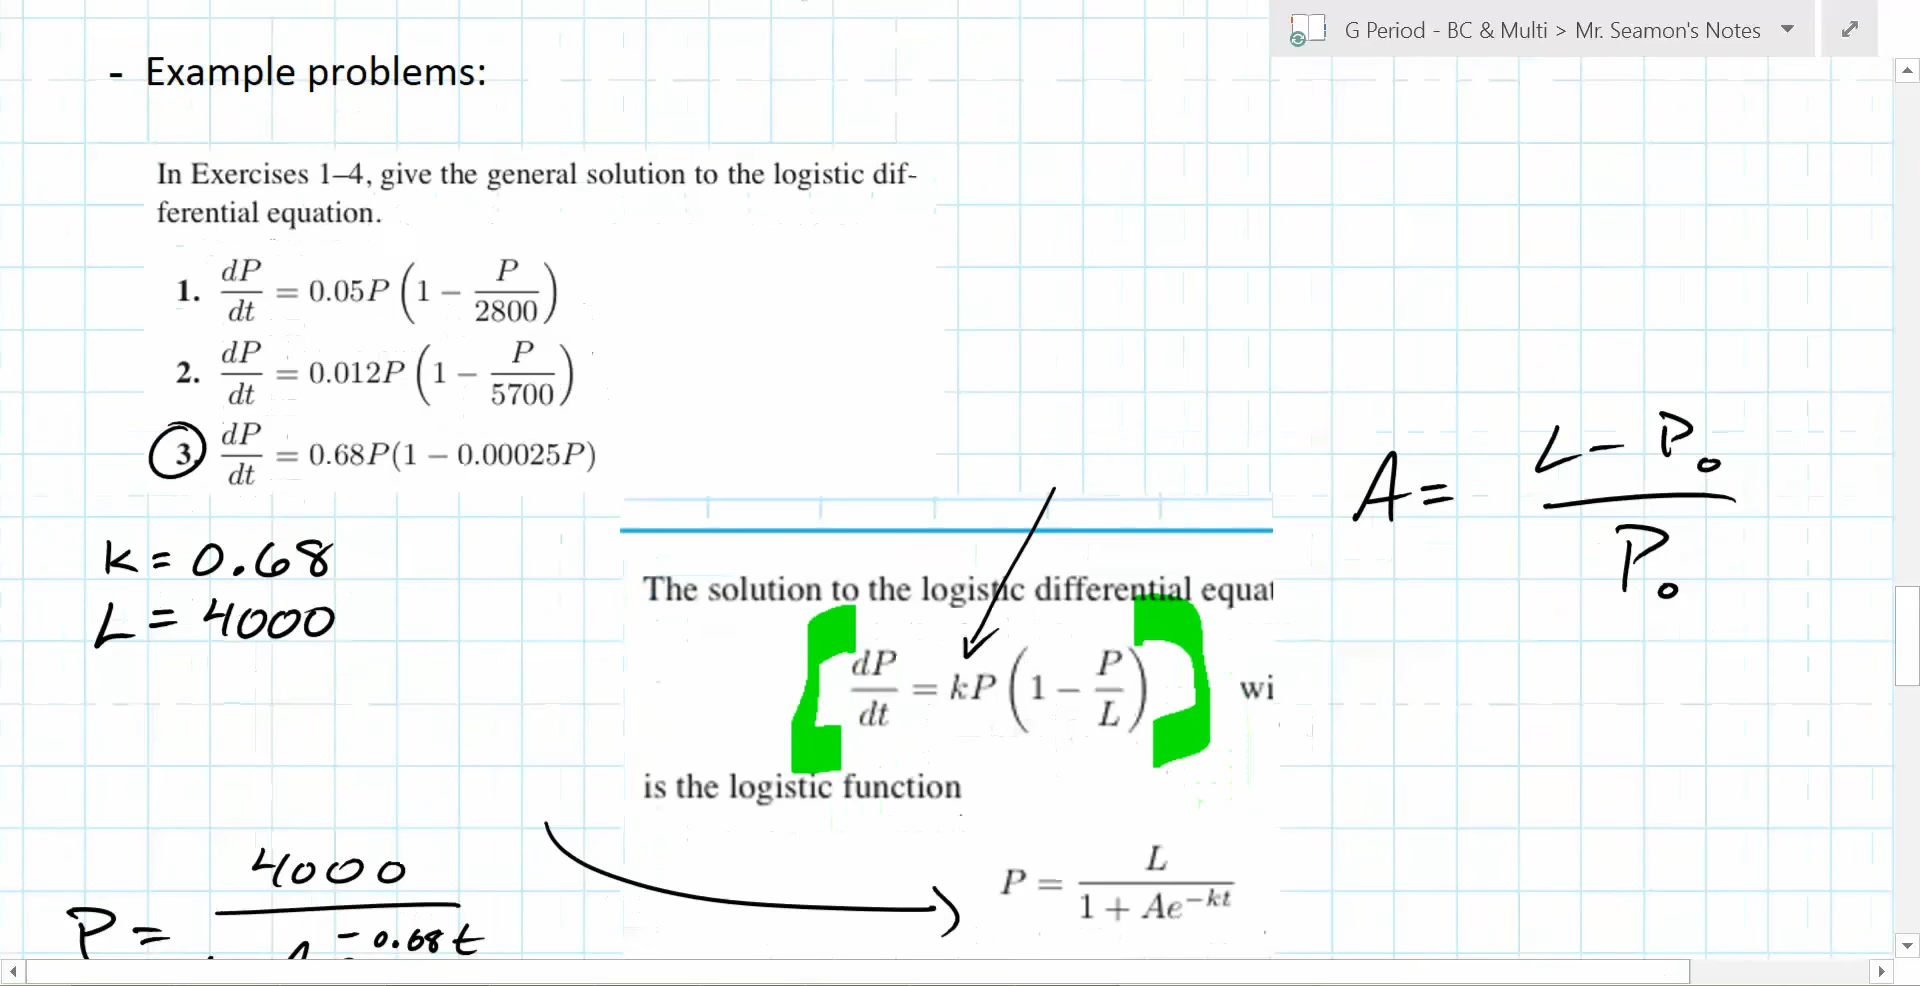 G Period - BC & Multi > Mr. Seamon's Notes
- Example problems:
In Exercises 1–4, give the general solution to the logistic dif-
ferential equation.
1. dP/dt = 0.05P (1 − P/2800)
2. dP/dt = 0.012P (1 − P/5700)
3. dP/dt = 0.68P(1 − 0.00025P)
A = (L − P₀)/P₀
k = 0.68
L = 4000
The solution to the logistic differential equat
dP/dt = kP (1 − P/L) wi
is the logistic function
P = L/(1 + Ae^(−kt))
P = 4000
−0.68t